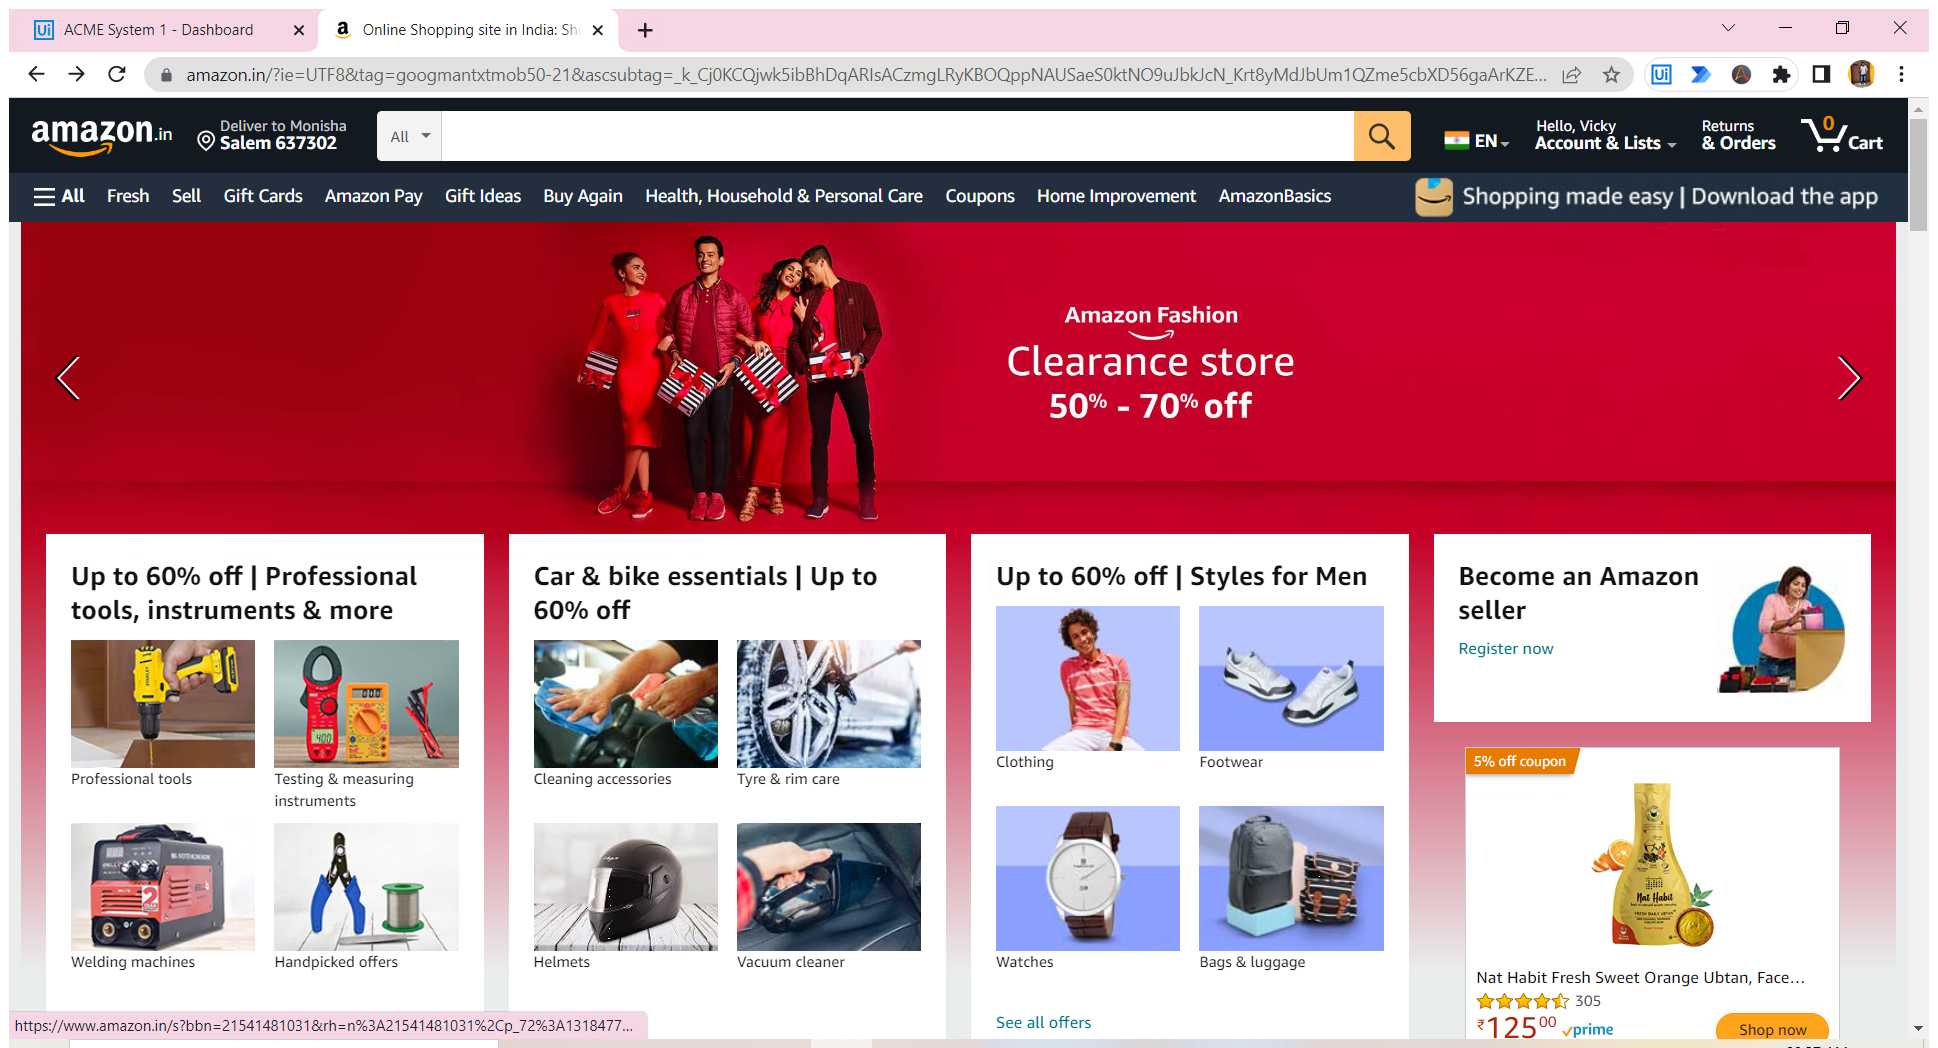 ACME System 1 - Dashboard
Online Shopping site in India: Sh
amazon.in/?ie=UTF8&tag=googmantxtmob50-21&ascsubtag=_k_Cj0KCQjwk5ibBhDqARIsACzmgLRyKBOQppNAUSaeS0ktNO9uJbkJcN_Krt8yMdJbUm1QZme5cbXD56gaArKZE...
amazon.in
Deliver to Monisha
Salem 637302
All
EN
Hello, Vicky
Account & Lists
Returns
& Orders
0
Cart
All Fresh Sell Gift Cards Amazon Pay Gift Ideas Buy Again Health, Household & Personal Care Coupons Home Improvement AmazonBasics
Shopping made easy | Download the app
Amazon Fashion
Clearance store
50% - 70% off
Up to 60% off | Professional
tools, instruments & more
Professional tools
Testing & measuring
instruments
Welding machines
Handpicked offers
Car & bike essentials | Up to
60% off
Cleaning accessories
Tyre & rim care
Helmets
Vacuum cleaner
Up to 60% off | Styles for Men
Clothing
Footwear
Watches
Bags & luggage
See all offers
Become an Amazon
seller
Register now
5% off coupon
Nat Habit
Nat Habit Fresh Sweet Orange Ubtan, Face...
305
₹12500
prime
Shop now
https://www.amazon.in/s?bbn=21541481031&rh=n%3A21541481031%2Cp_72%3A1318477...